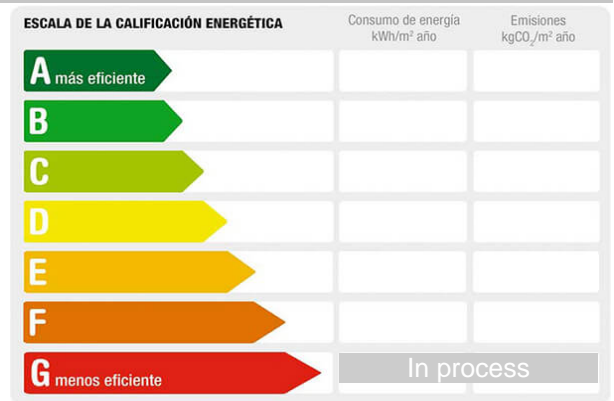 ESCALA DE LA CALIFICACIÓN ENERGÉTICA
Consumo de energía
kWh/m² año
Emisiones
kgCO₂/m² año
A más eficiente
B
C
D
E
F
G menos eficiente
In process